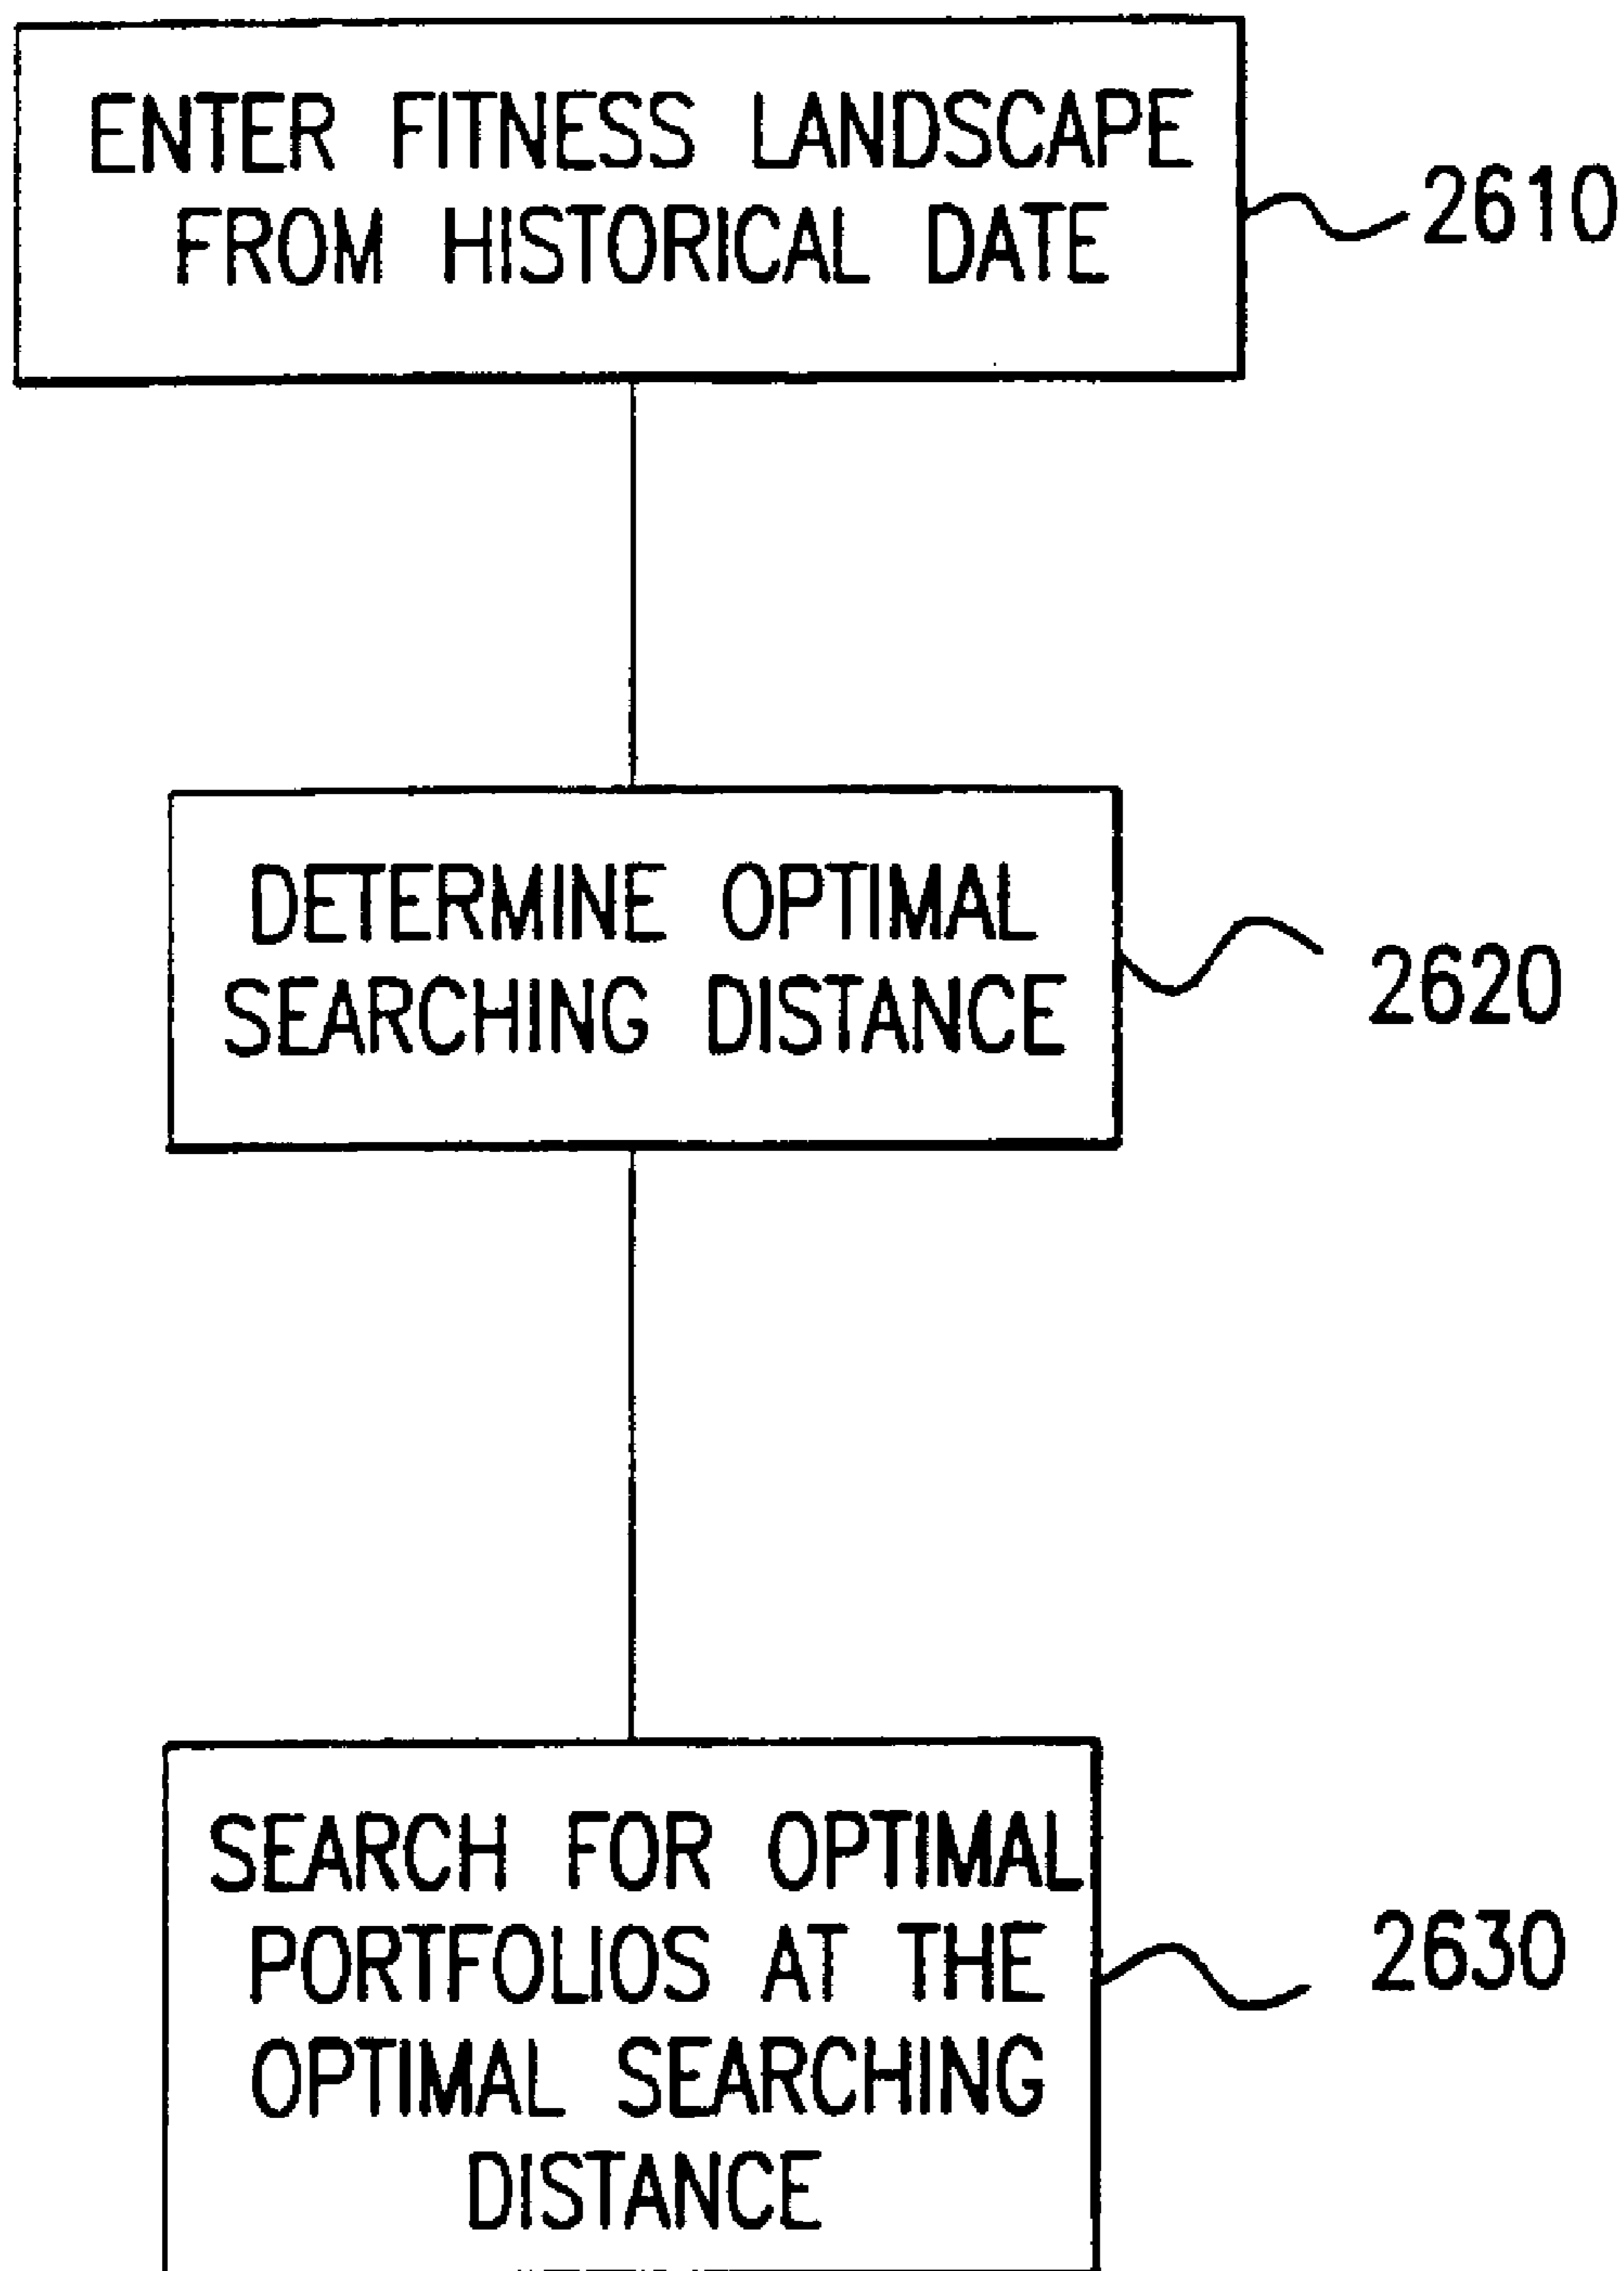 ENTER FITNESS LANDSCAPE
FROM HISTORICAL DATE
2610
DETERMINE OPTIMAL
SEARCHING DISTANCE
2620
SEARCH FOR OPTIMAL
PORTFOLIOS AT THE
OPTIMAL SEARCHING
DISTANCE
2630